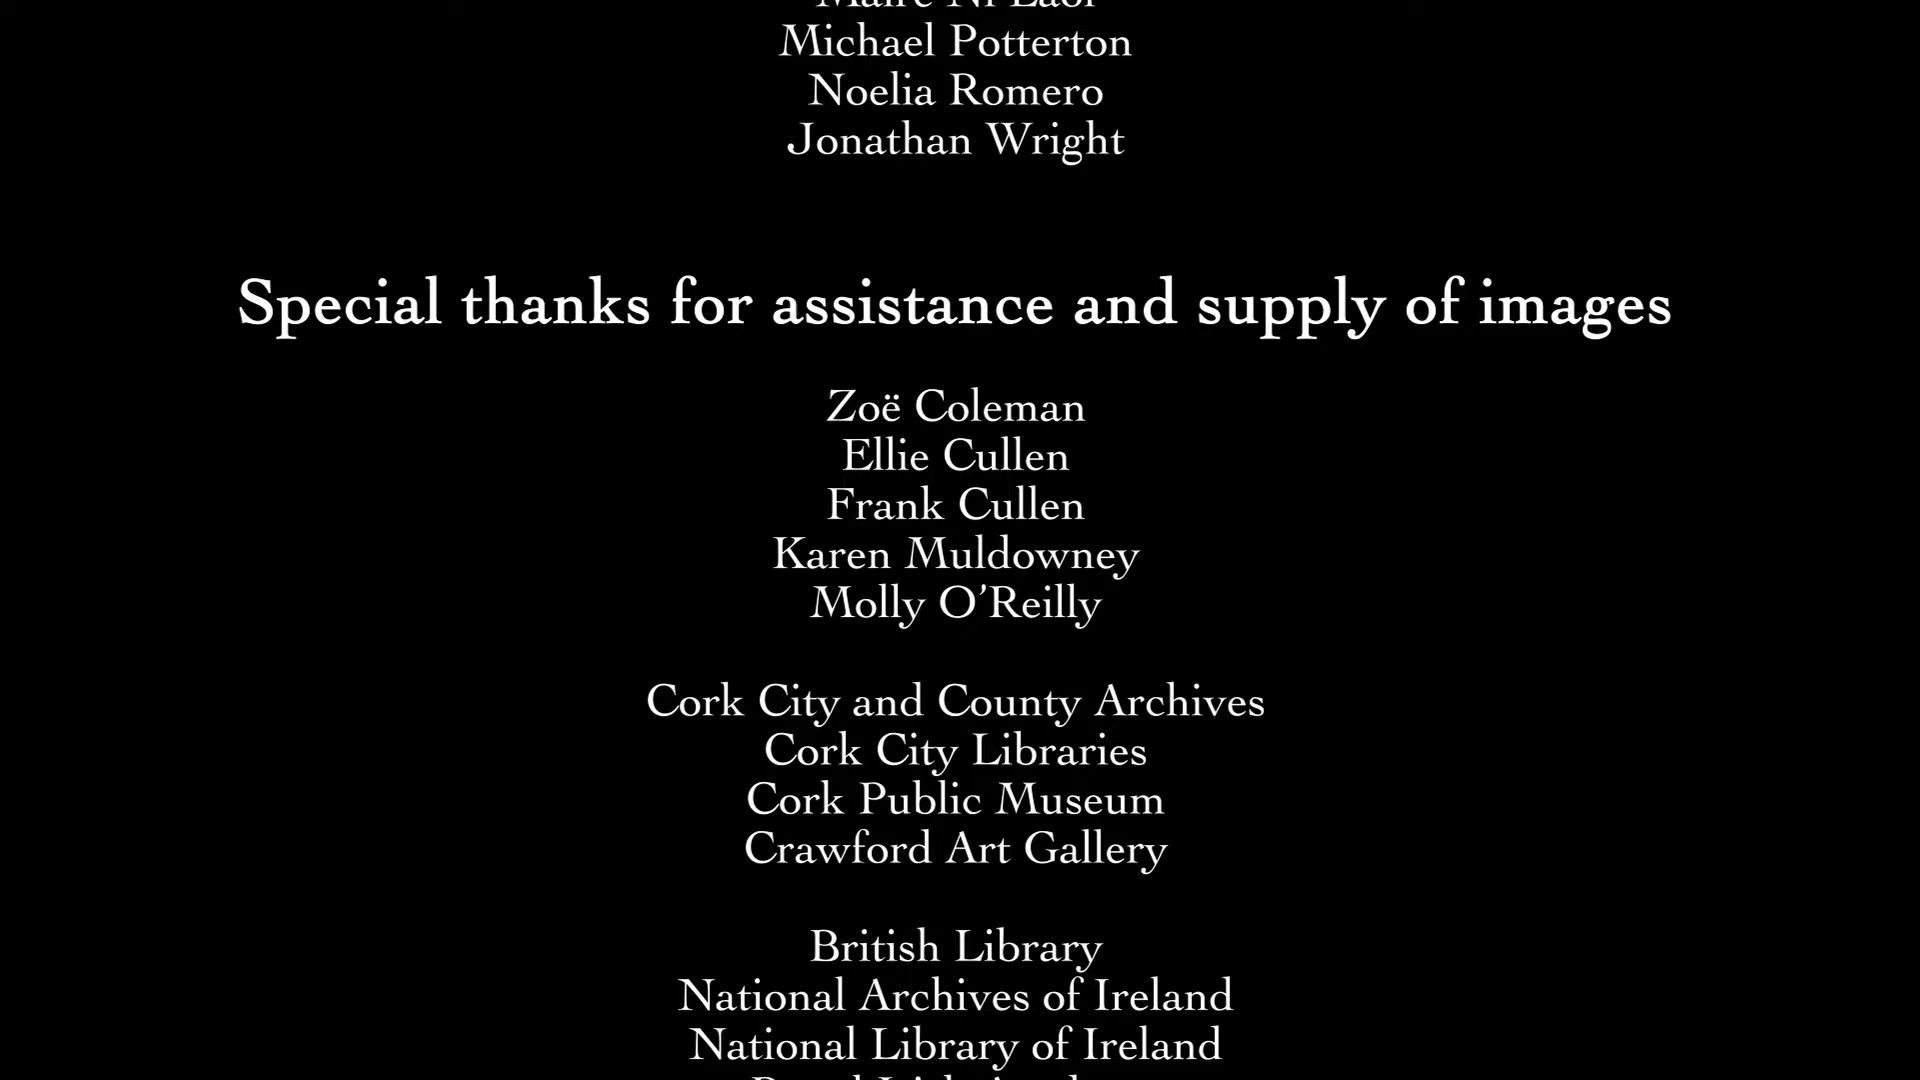 Michael Potterton
Noelia Romero
Jonathan Wright
Special thanks for assistance and supply of images
Zoë Coleman
Ellie Cullen
Frank Cullen
Karen Muldowney
Molly O’Reilly
Cork City and County Archives
Cork City Libraries
Cork Public Museum
Crawford Art Gallery
British Library
National Archives of Ireland
National Library of Ireland